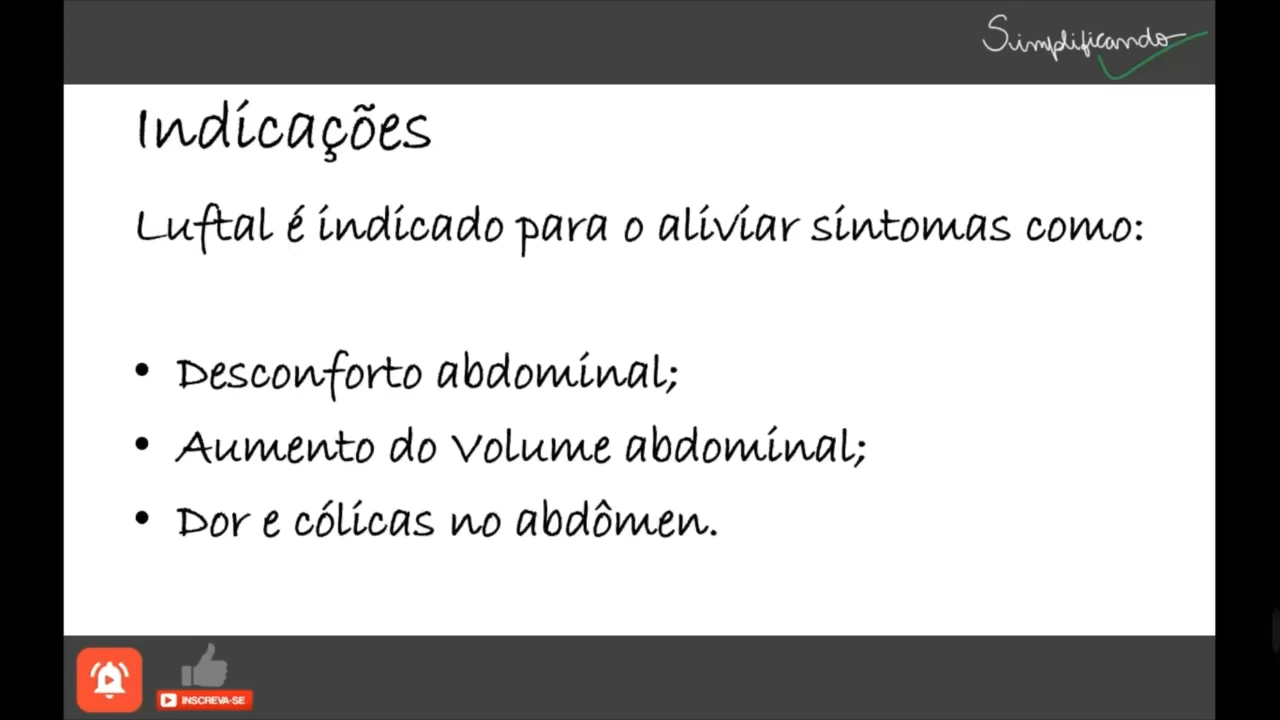 Simplificando
Indicações
Luftal é indicado para o aliviar sintomas como:
• Desconforto abdominal;
• Aumento do Volume abdominal;
• Dor e cólicas no abdômen.
INSCREVA-SE